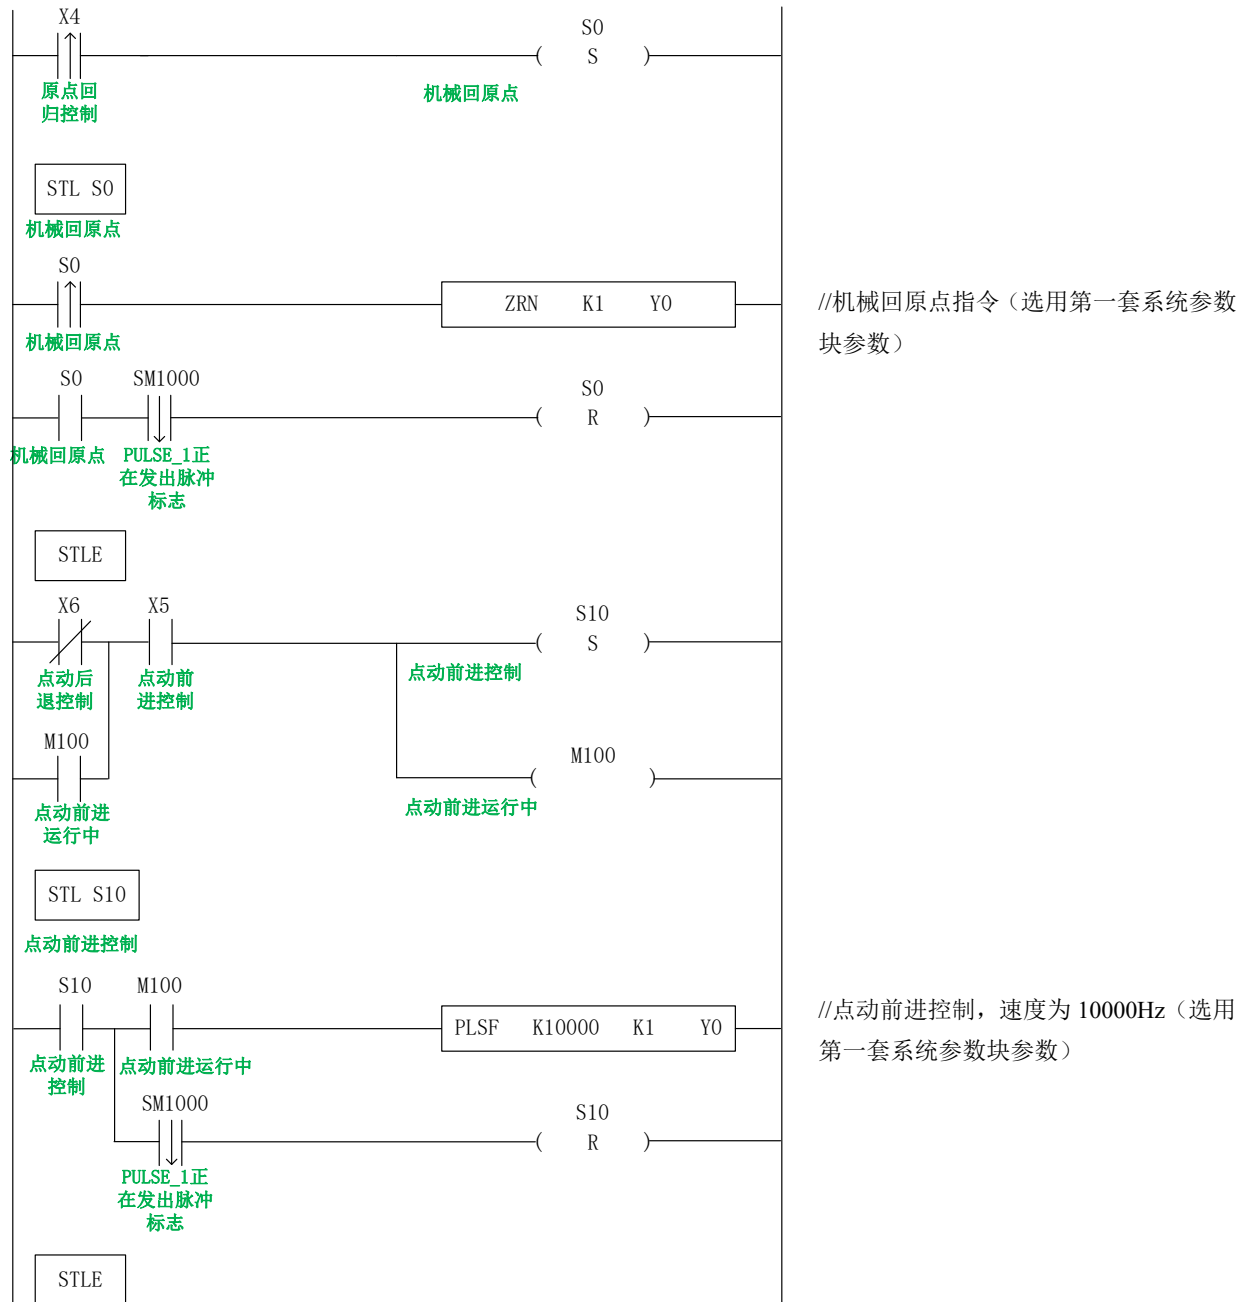 X4
S0
S
原点回
归控制
机械回原点
STL S0
机械回原点
S0
ZRN K1 Y0
//机械回原点指令（选用第一套系统参数
块参数）
机械回原点
S0 SM1000
S0
R
机械回原点 PULSE_1正
在发出脉冲
标志
STLE
X6 X5
S10
S
点动后
退控制
点动前
进控制
点动前进控制
M100
M100
点动前进
运行中
点动前进运行中
STL S10
点动前进控制
S10 M100
PLSF K10000 K1 Y0
//点动前进控制，速度为 10000Hz（选用
第一套系统参数块参数）
点动前进
控制
点动前进运行中
SM1000
S10
R
PULSE_1正
在发出脉冲
标志
STLE